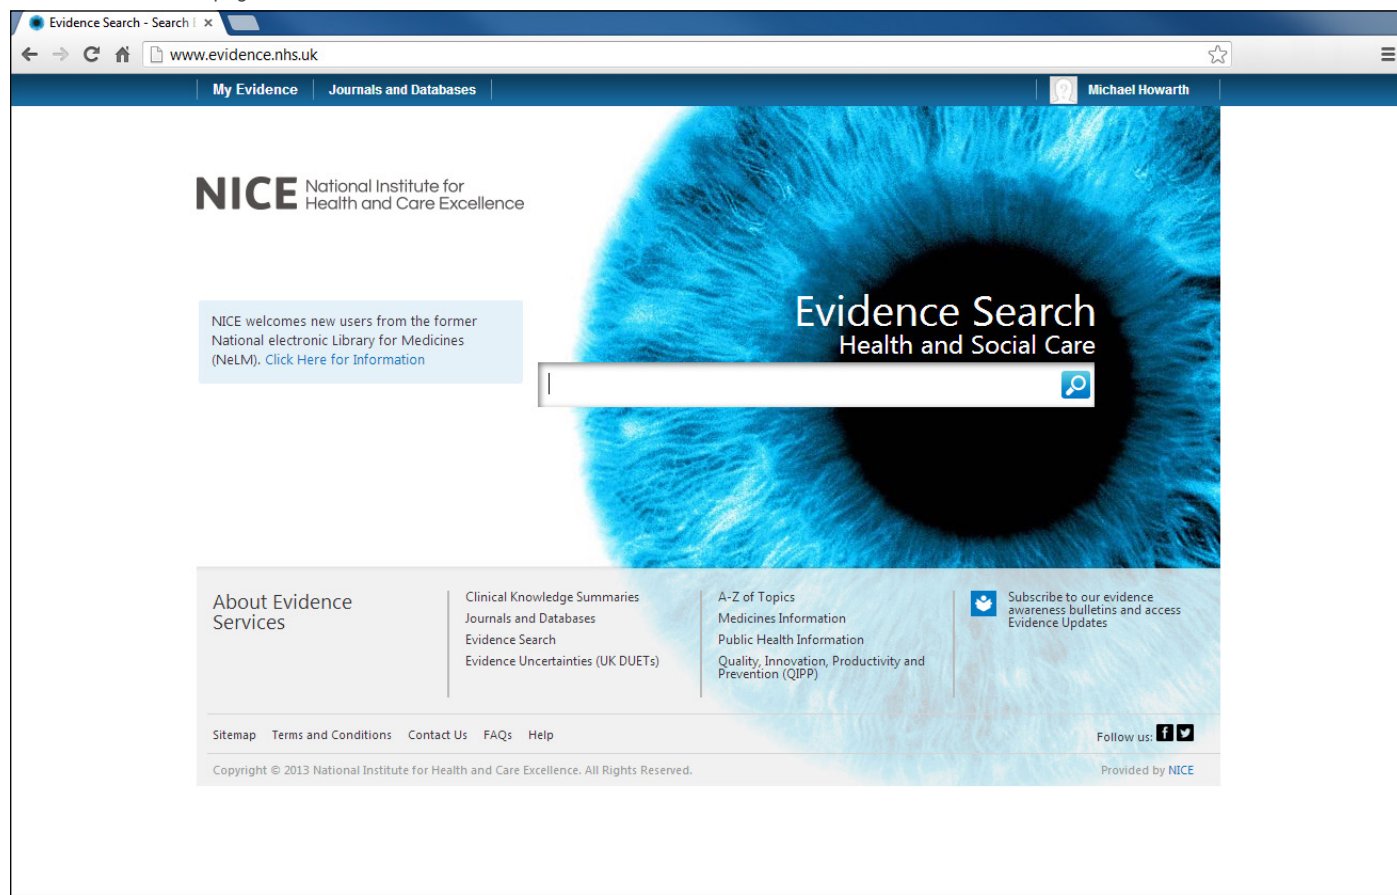 Evidence Search - Search E
www.evidence.nhs.uk
My Evidence
Journals and Databases
Michael Howarth
NICE National Institute for
Health and Care Excellence
NICE welcomes new users from the former
National electronic Library for Medicines
(NeLM). Click Here for Information
Evidence Search
Health and Social Care
About Evidence
Services
Clinical Knowledge Summaries
Journals and Databases
Evidence Search
Evidence Uncertainties (UK DUETs)
A-Z of Topics
Medicines Information
Public Health Information
Quality, Innovation, Productivity and
Prevention (QIPP)
Subscribe to our evidence
awareness bulletins and access
Evidence Updates
Sitemap Terms and Conditions Contact Us FAQs Help
Follow us:
Copyright © 2013 National Institute for Health and Care Excellence. All Rights Reserved.
Provided by NICE